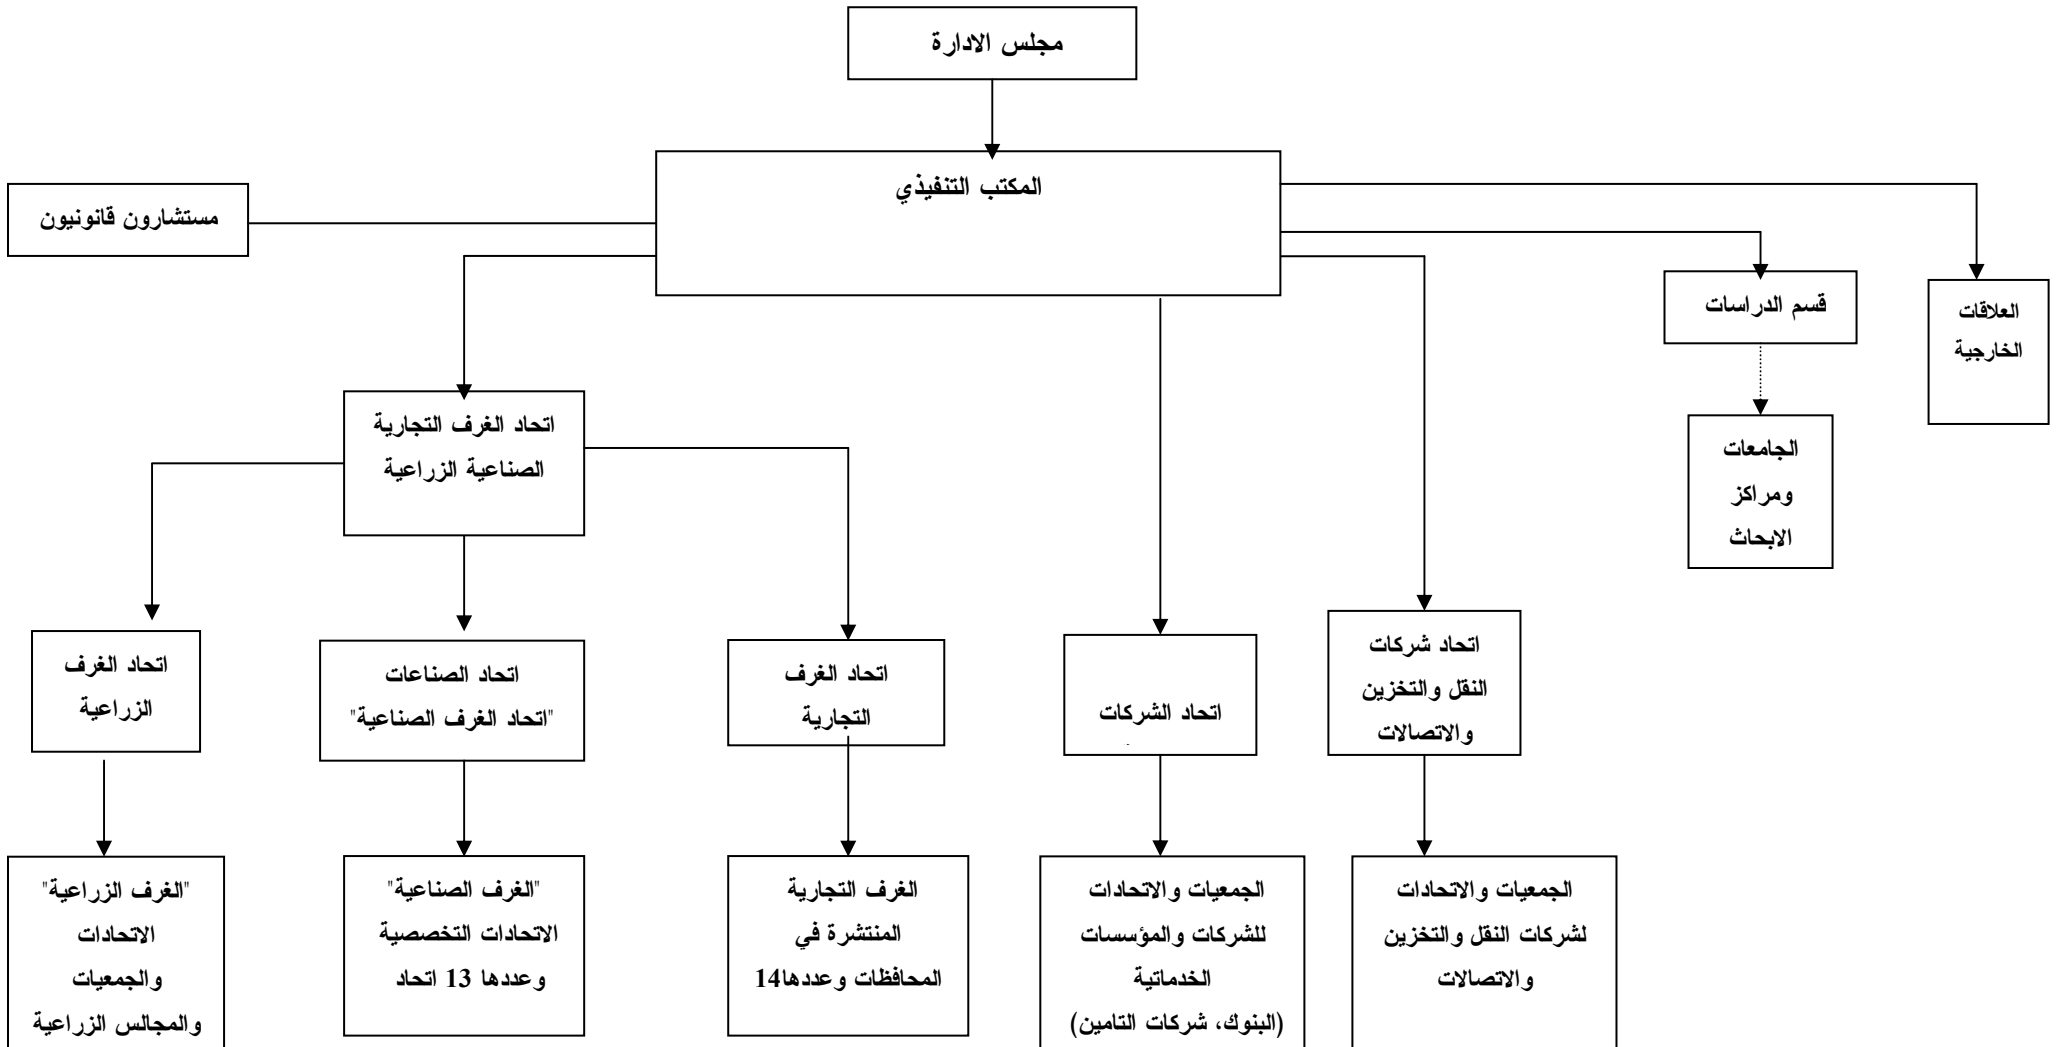 مجلس الادارة
المكتب التنفيذي
مستشارون قانونيون
قسم الدراسات
العلاقات
الخارجية
الجامعات
ومراكز
الابحاث
اتحاد الغرف التجارية
الصناعية الزراعية
اتحاد شركات
النقل والتخزين
والاتصالات
اتحاد الشركات
اتحاد الغرف
التجارية
اتحاد الصناعات
"اتحاد الغرف الصناعية"
اتحاد الغرف
الزراعية
الجمعيات والاتحادات
لشركات النقل والتخزين
والاتصالات
الجمعيات والاتحادات
للشركات والمؤسسات
الخدماتية
(البنوك، شركات التامين)
الغرف التجارية
المنتشرة في
المحافظات وعددها14
"الغرف الصناعية"
الاتحادات التخصصية
وعددها 13 اتحاد
"الغرف الزراعية"
الاتحادات
والجمعيات
والمجالس الزراعية